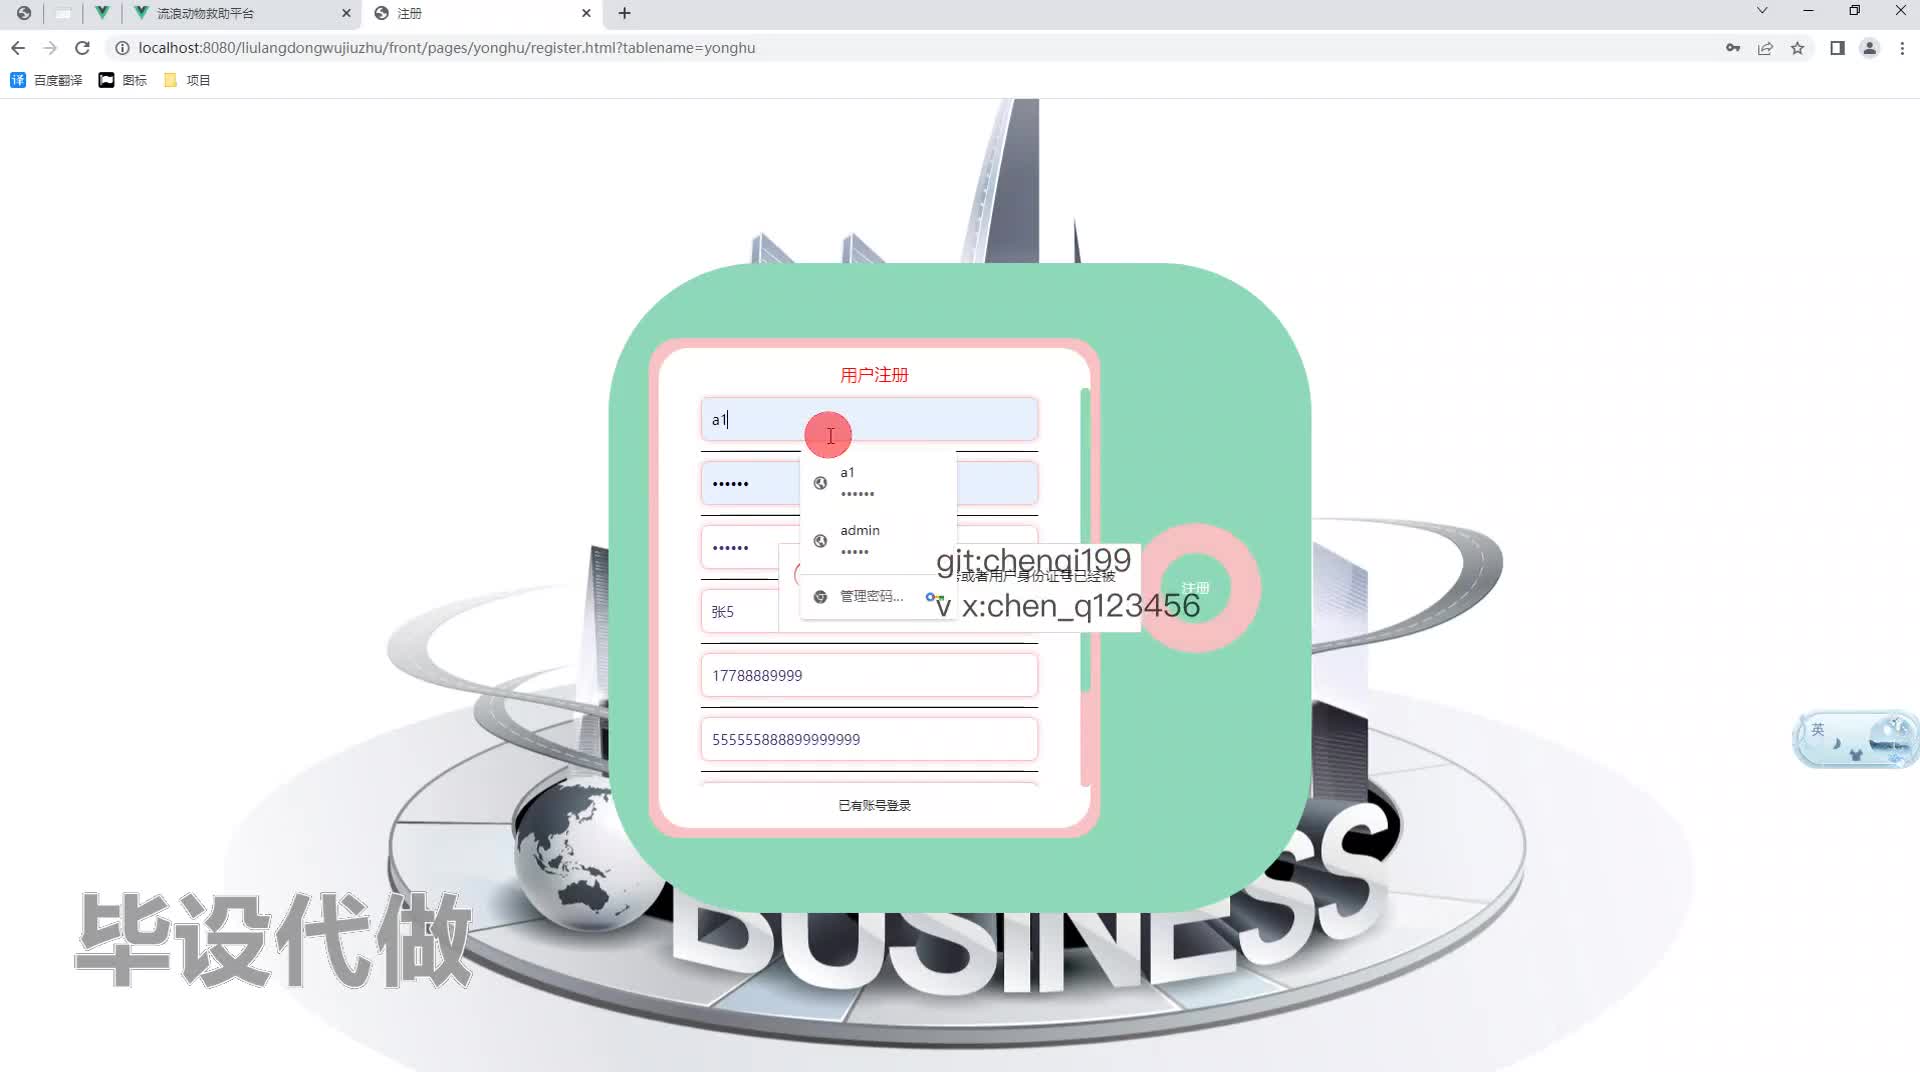 流浪动物救助平台
注册
localhost:8080/liulangdongwujiuzhu/front/pages/yonghu/register.html?tablename=yonghu
译 百度翻译
图标
项目
用户注册
a1
••••••
a1
••••••
admin
•••••
管理密码...
••••••
git:chenqi199
或者用户身份证号已经被
v x:chen_q123456
注册
张5
17788889999
555555888899999999
已有账号登录
英
毕设代做
BUSINESS